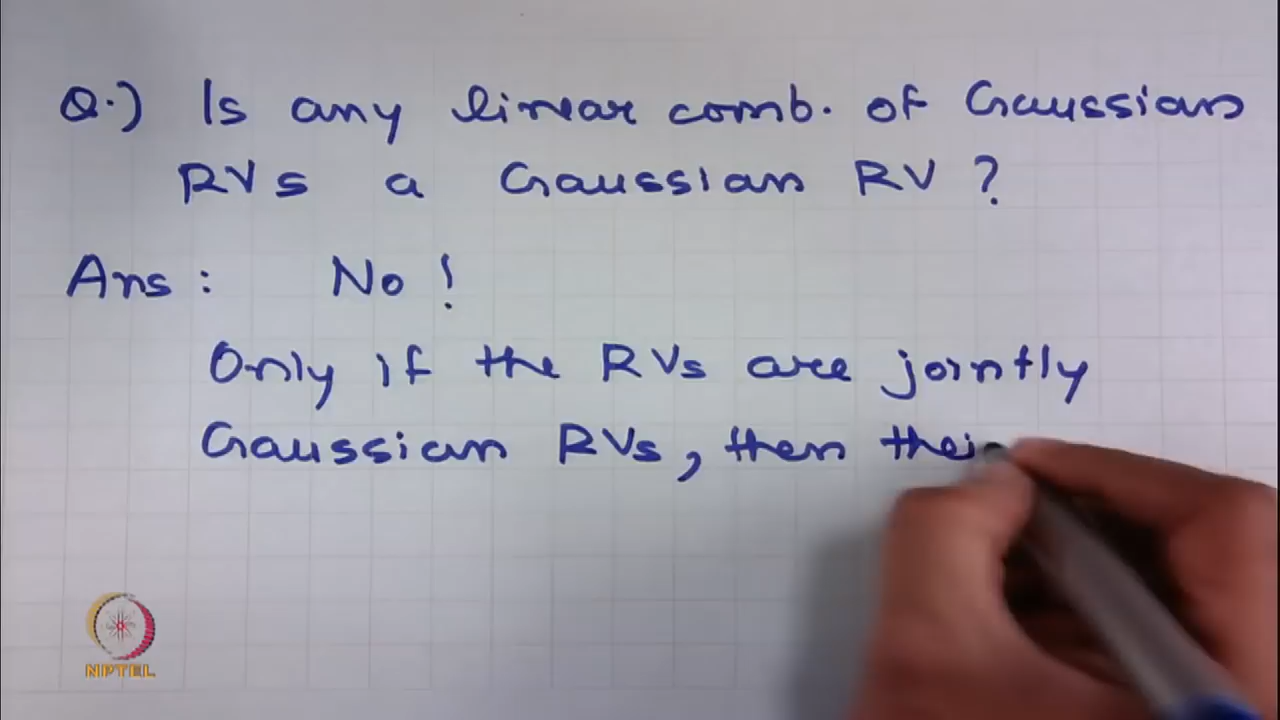 Q.) Is any linear comb. of Gaussian
RVs a Gaussian RV ?
Ans : No !
Only if the RVs are jointly
Gaussian RVs, then thei
NPTEL